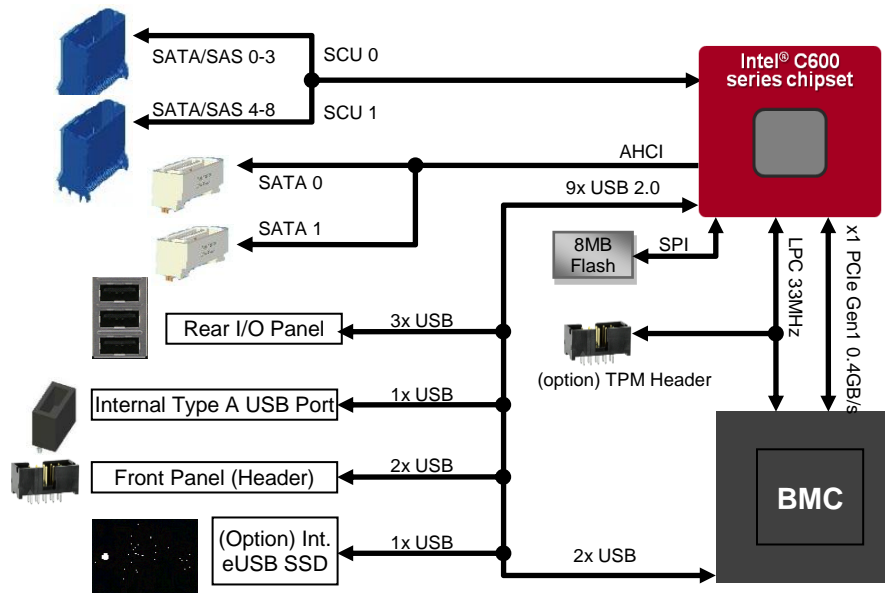 SATA/SAS 0-3
SCU 0
Intel® C600
series chipset
SATA/SAS 4-8
SCU 1
AHCI
SATA 0
9x USB 2.0
SATA 1
8MB
Flash
SPI
LPC 33MHz
x1 PCIe Gen1 0.4GB/s
Rear I/O Panel
3x USB
(option) TPM Header
Internal Type A USB Port
1x USB
Front Panel (Header)
2x USB
BMC
(Option) Int.
eUSB SSD
1x USB
2x USB